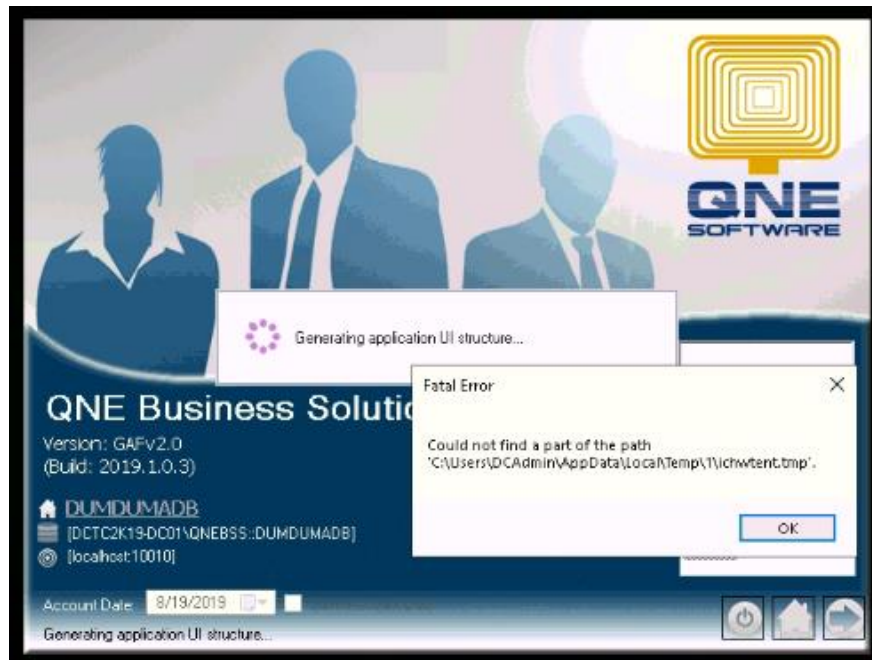 QNE
SOFTWARE
Generating application UI structure...
Fatal Error
Could not find a part of the path
'C:\Users\DCAdmin\AppData\Local\Temp\1\ichwtent.tmp'.
OK
QNE Business Soluti
Version: GAFv2.0
(Build: 2019.1.0.3)
DUMDUMADB
[DCTC2K19-DC01\QNEBSS::DUMDUMADB]
[localhost:10010]
Account Date: 8/19/2019
Generating application UI structure...